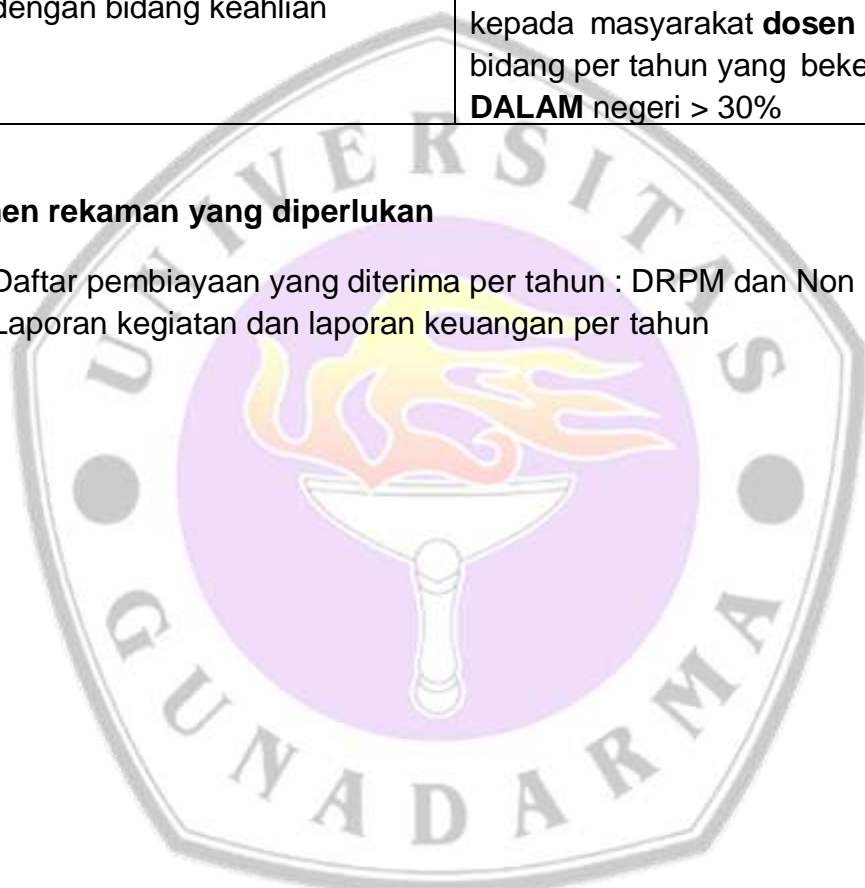 dengan bidang keahlian
kepada masyarakat dosen
bidang per tahun yang beke
DALAM negeri > 30%
en rekaman yang diperlukan
Daftar pembiayaan yang diterima per tahun : DRPM dan Non
Laporan kegiatan dan laporan keuangan per tahun
UNIVERSITAS
GUNADARMA